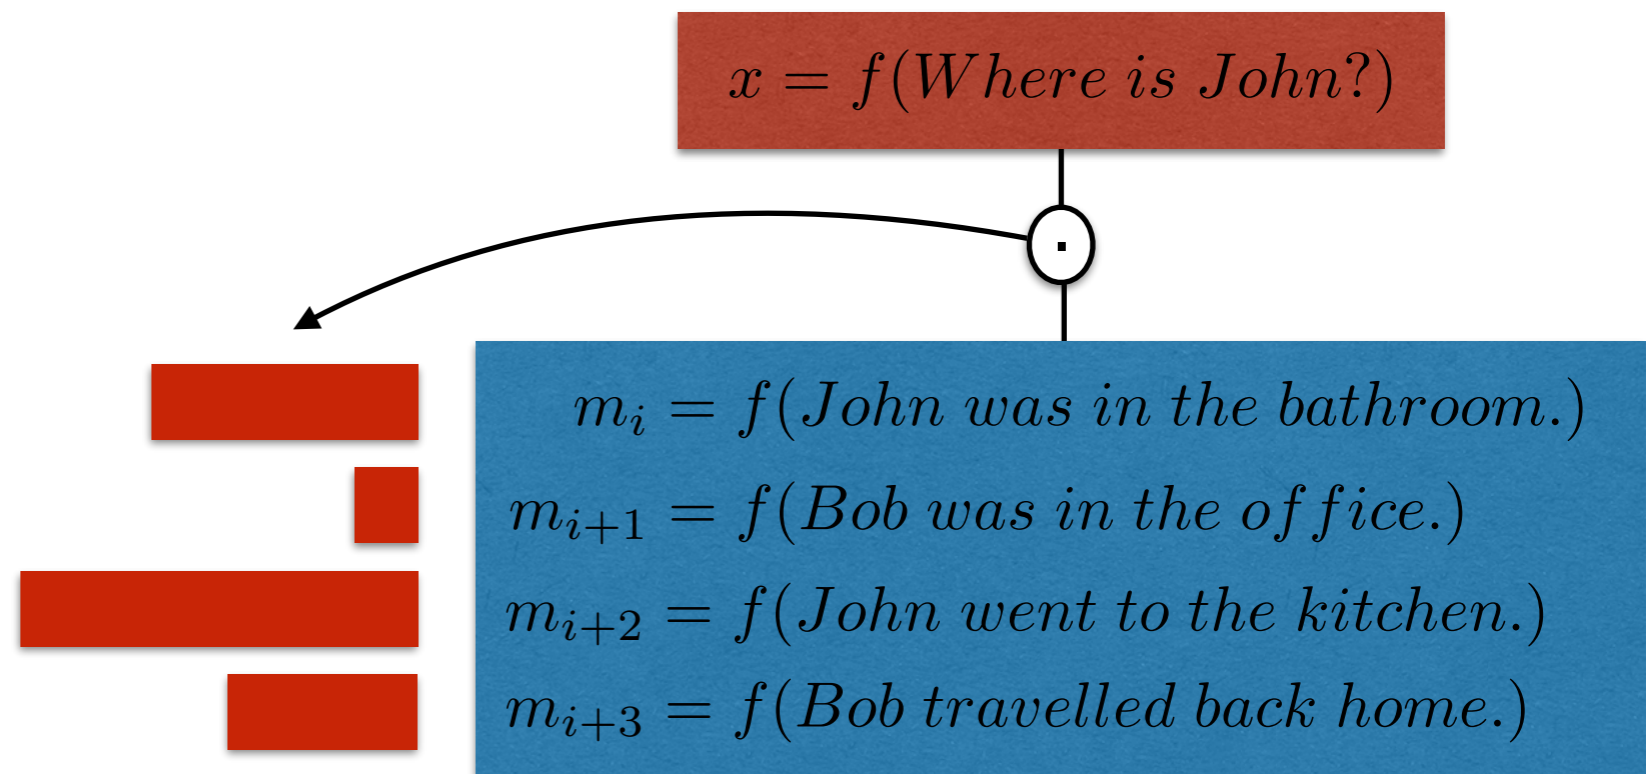 x = f(Where is John?)
·
m_i = f(John was in the bathroom.)
m_{i+1} = f(Bob was in the office.)
m_{i+2} = f(John went to the kitchen.)
m_{i+3} = f(Bob travelled back home.)